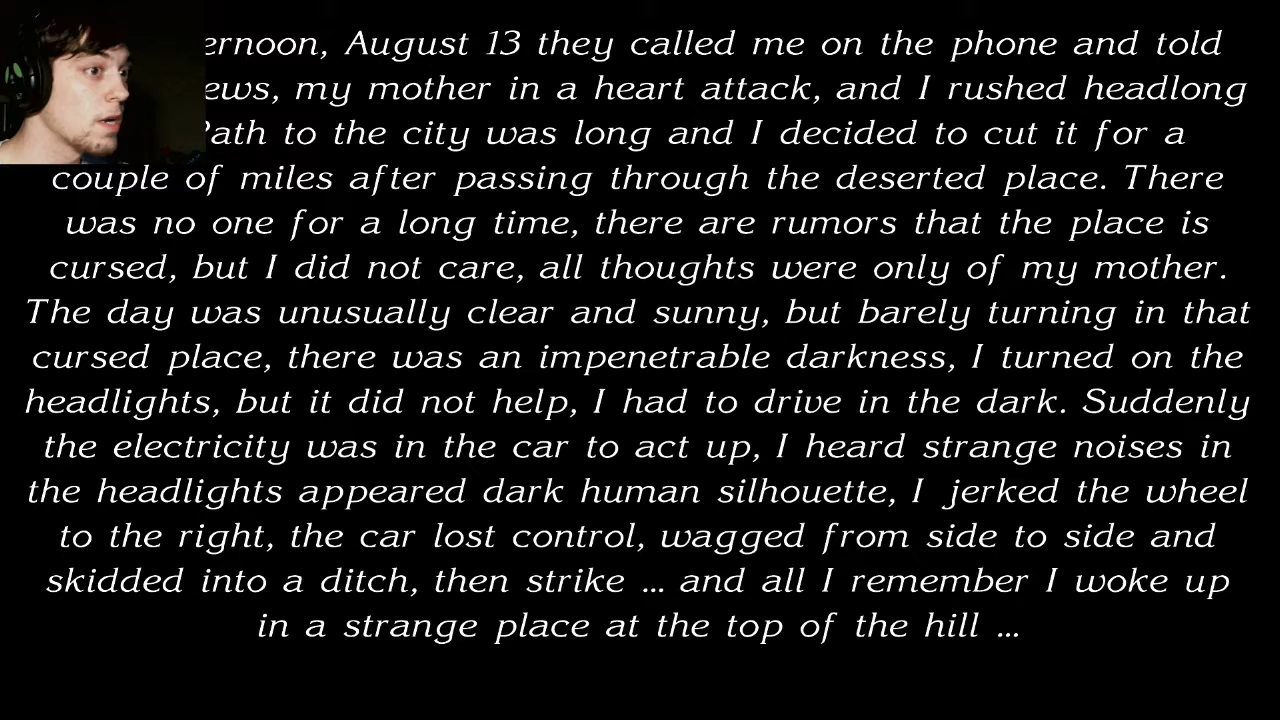 August 13 they called me on the phone and told
my mother in a heart attack, and I rushed headlong
to the city was long and I decided to cut it for a
couple of miles after passing through the deserted place. There
was no one for a long time, there are rumors that the place is
cursed, but I did not care, all thoughts were only of my mother.
The day was unusually clear and sunny, but barely turning in that
cursed place, there was an impenetrable darkness, I turned on the
headlights, but it did not help, I had to drive in the dark. Suddenly
the electricity was in the car to act up, I heard strange noises in
the headlights appeared dark human silhouette, I jerked the wheel
to the right, the car lost control, wagged from side to side and
skidded into a ditch, then strike ... and all I remember I woke up
in a strange place at the top of the hill ...